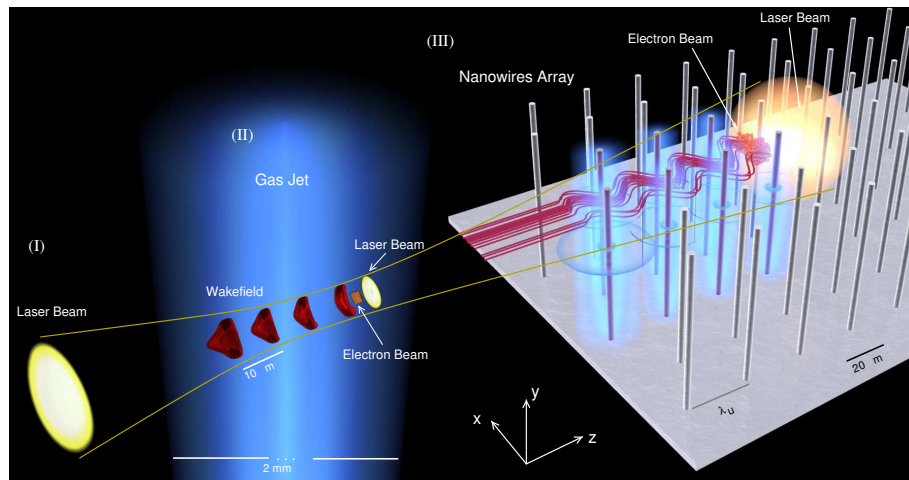 (I)
Laser Beam
(II)
Gas Jet
Wakefield
Laser Beam
Electron Beam
10 m
2 mm
(III)
Nanowires Array
Electron Beam
Laser Beam
20 m
λu
x
y
z